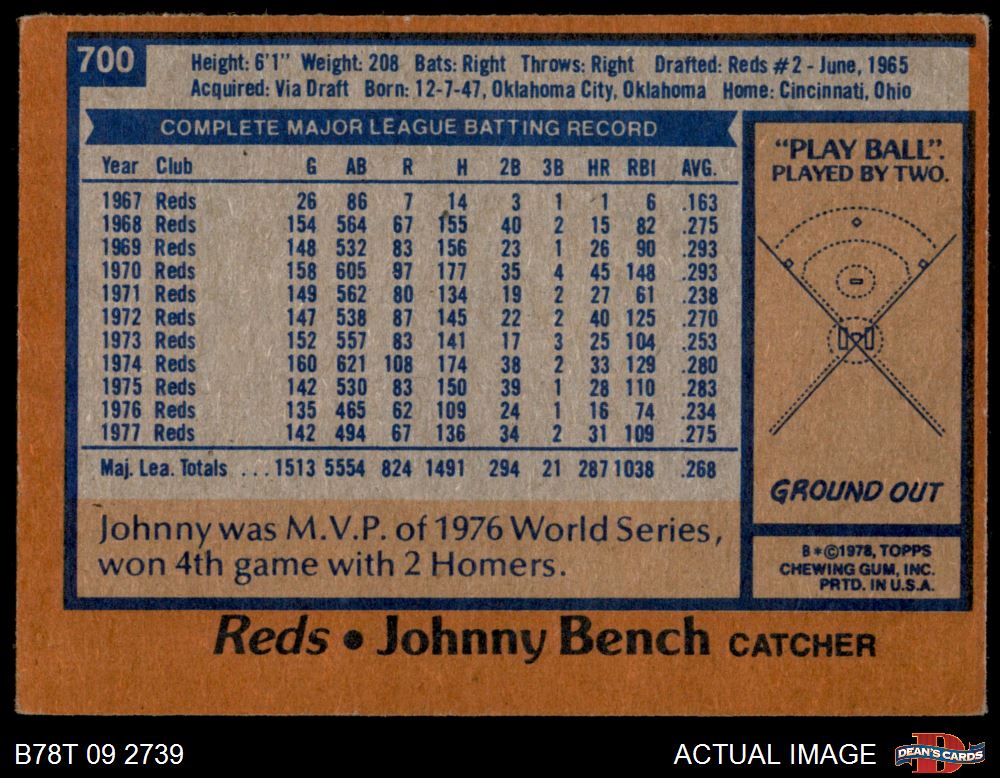 700
Height: 6'1" Weight: 208 Bats: Right Throws: Right Drafted: Reds #2 - June, 1965
Acquired: Via Draft Born: 12-7-47, Oklahoma City, Oklahoma Home: Cincinnati, Ohio
COMPLETE MAJOR LEAGUE BATTING RECORD
Year Club G AB R H 2B 3B HR RBI AVG.
1967 Reds 26 86 7 14 3 1 1 6 .163
1968 Reds 154 564 67 155 40 2 15 82 .275
1969 Reds 148 532 83 156 23 1 26 90 .293
1970 Reds 158 605 97 177 35 4 45 148 .293
1971 Reds 149 562 80 134 19 2 27 61 .238
1972 Reds 147 538 87 145 22 2 40 125 .270
1973 Reds 152 557 83 141 17 3 25 104 .253
1974 Reds 160 621 108 174 38 2 33 129 .280
1975 Reds 142 530 83 150 39 1 28 110 .283
1976 Reds 135 465 62 109 24 1 16 74 .234
1977 Reds 142 494 67 136 34 2 31 109 .275
Maj. Lea. Totals ... 1513 5554 824 1491 294 21 287 1038 .268
Johnny was M.V.P. of 1976 World Series,
won 4th game with 2 Homers.
"PLAY BALL".
PLAYED BY TWO.
GROUND OUT
B*©1978, TOPPS
CHEWING GUM, INC.
PRTD. IN U.S.A.
Reds • Johnny Bench CATCHER
B78T 09 2739
ACTUAL IMAGE
DEAN'S CARDS